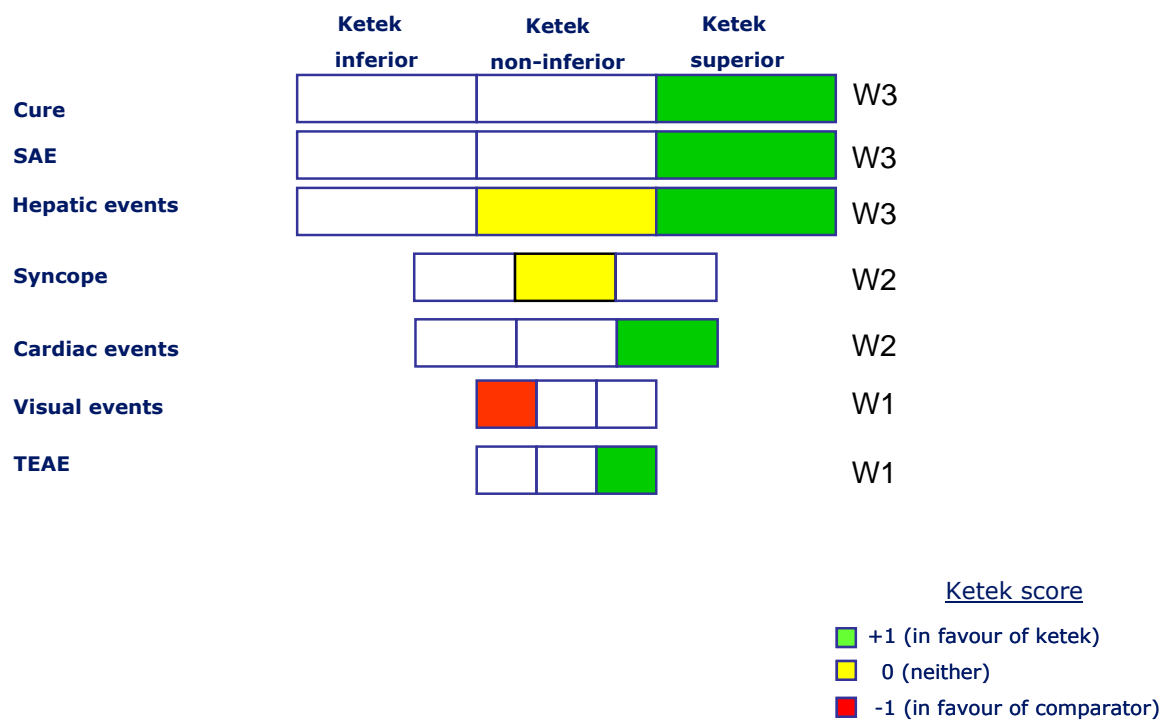 Ketek Ketek Ketek
inferior non-inferior superior
Cure W3
SAE W3
Hepatic events W3
Syncope W2
Cardiac events W2
Visual events W1
TEAE W1
Ketek score
+1 (in favour of ketek)
0 (neither)
-1 (in favour of comparator)